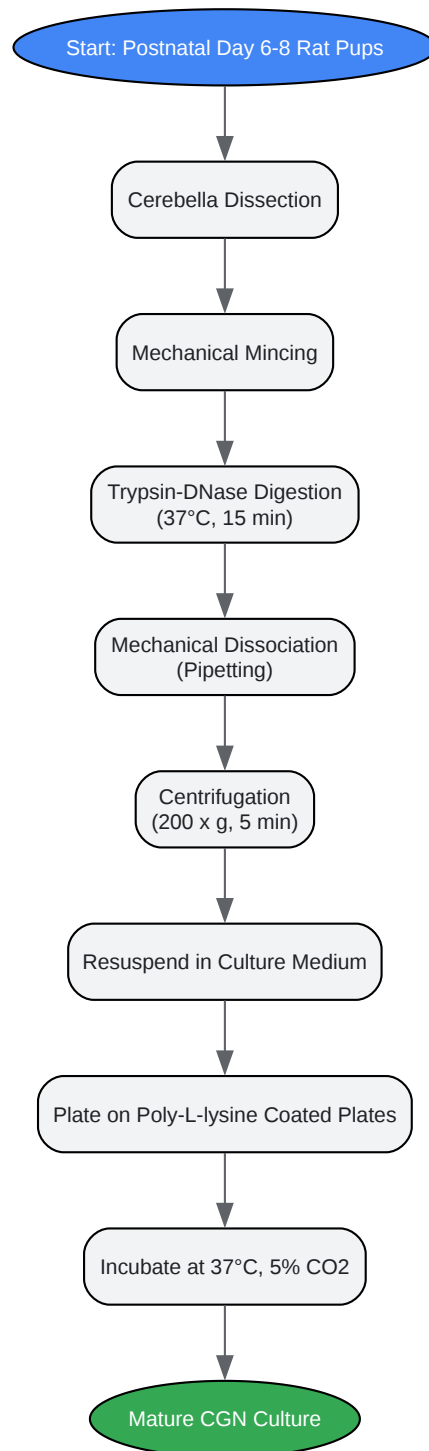 Start: Postnatal Day 6-8 Rat Pups
Cerebella Dissection
Mechanical Mincing
Trypsin-DNase Digestion
(37°C, 15 min)
Mechanical Dissociation
(Pipetting)
Centrifugation
(200 x g, 5 min)
Resuspend in Culture Medium
Plate on Poly-L-lysine Coated Plates
Incubate at 37°C, 5% CO2
Mature CGN Culture